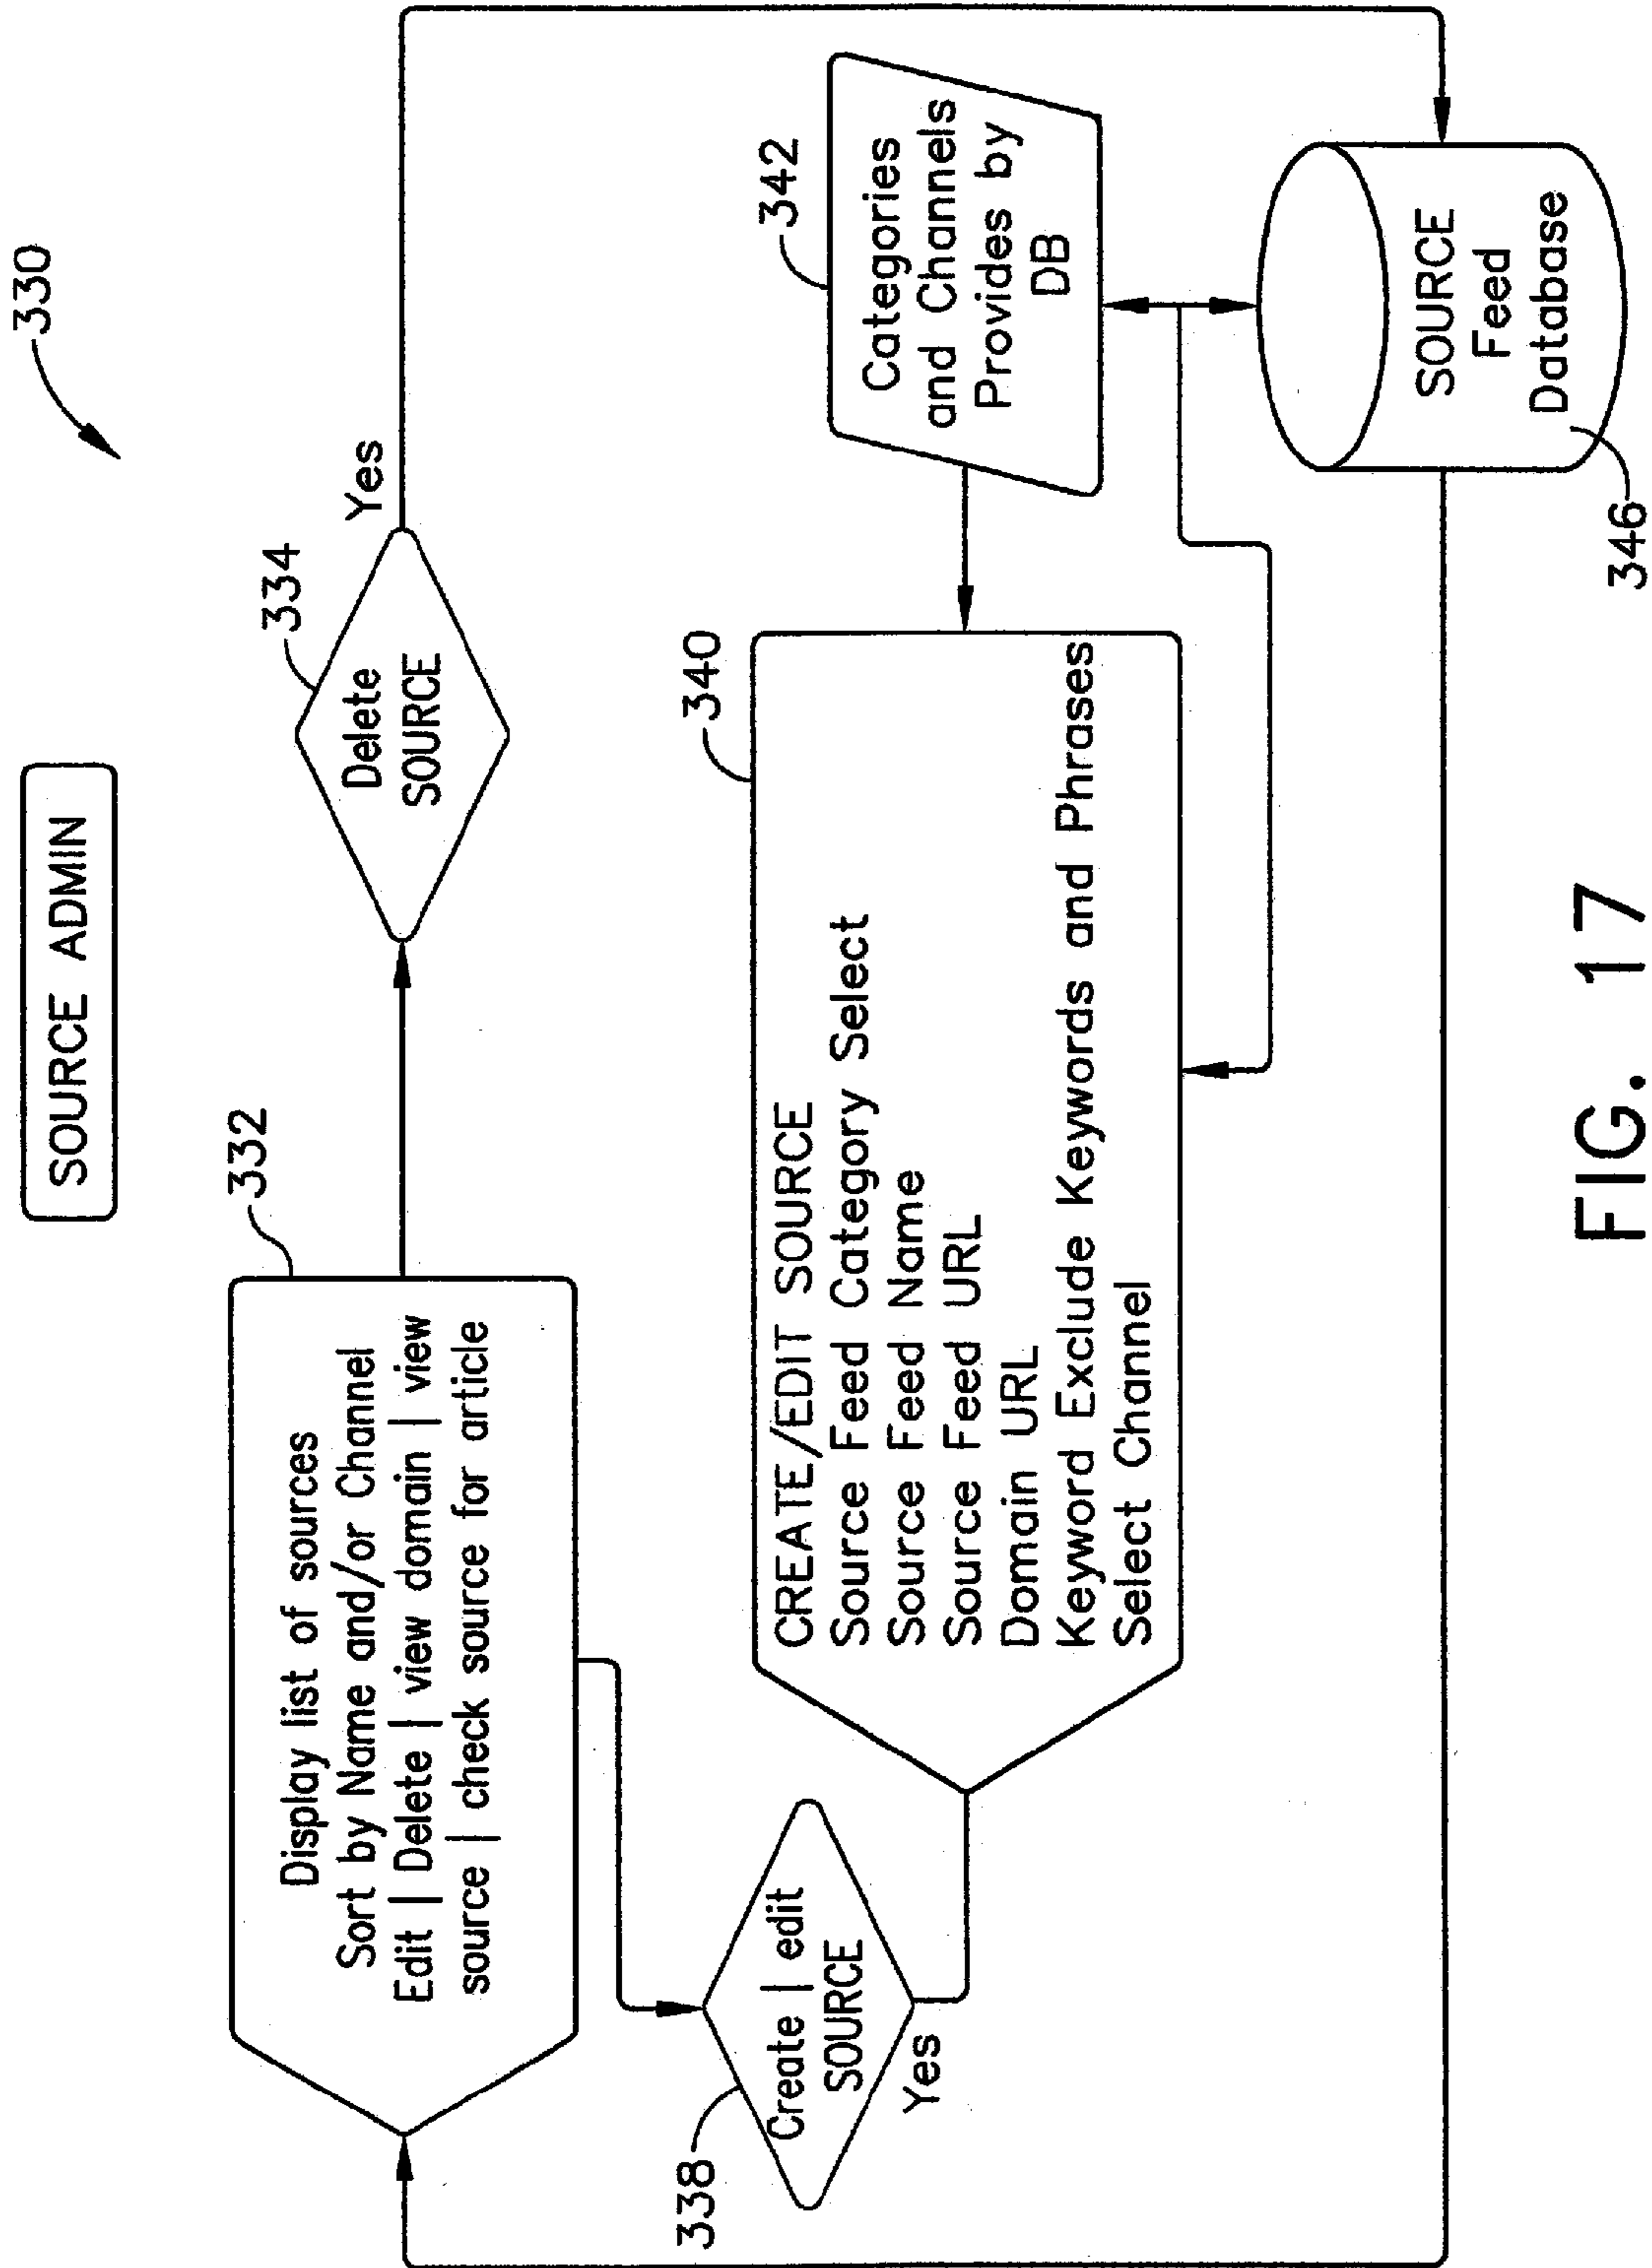 SOURCE ADMIN
330
332
Display list of sources
Sort by Name and/or Channel
Edit | Delete | view domain | view
source | check source for article
334
Delete
SOURCE
Yes
338
Create | edit
SOURCE
Yes
340
CREATE/EDIT SOURCE
Source Feed Category Select
Source Feed Name
Source Feed URL
Domain URL
Keyword Exclude Keywords and Phrases
Select Channel
342
Categories
and Channels
Provides by
DB
SOURCE
Feed
Database
346
FIG. 17